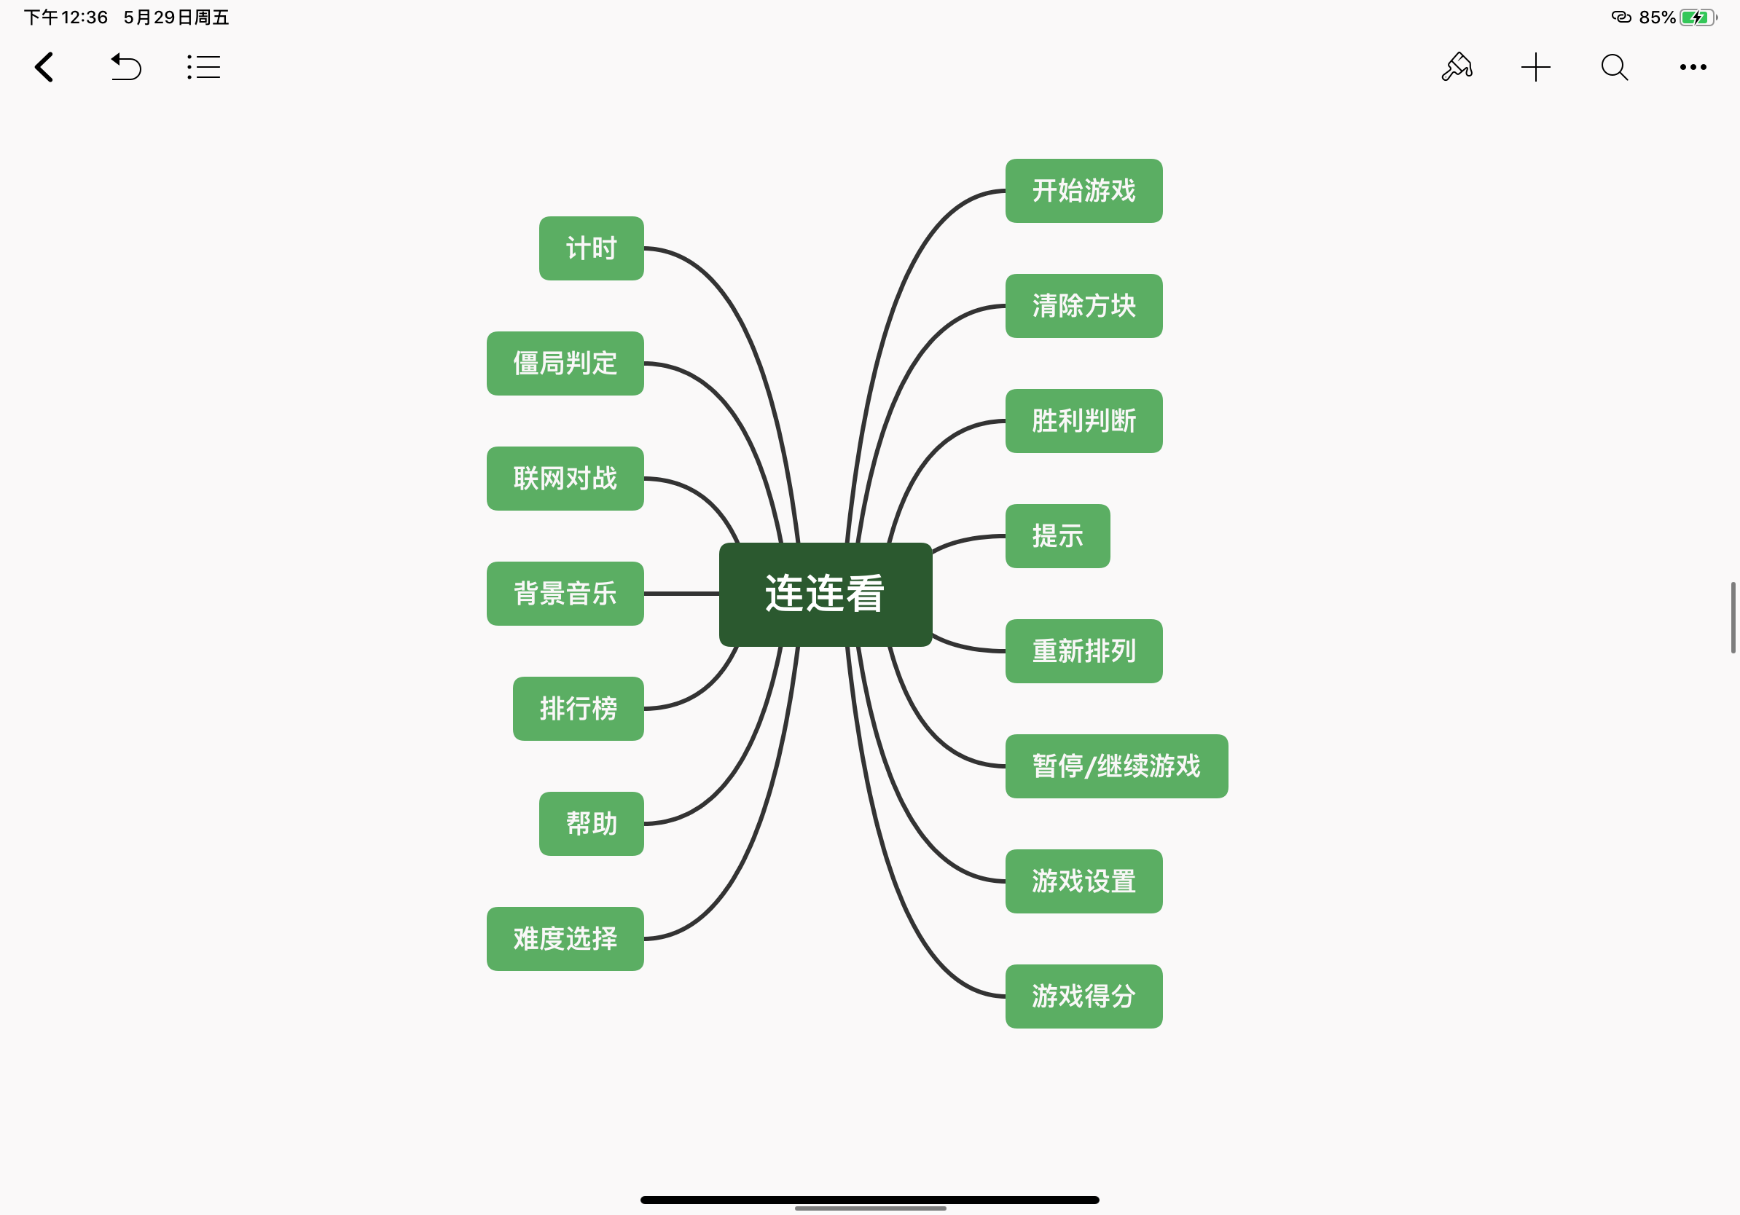 下午12:36 5月29日周五
85%
开始游戏
计时
清除方块
僵局判定
胜利判断
联网对战
提示
连连看
背景音乐
重新排列
排行榜
暂停/继续游戏
帮助
游戏设置
难度选择
游戏得分